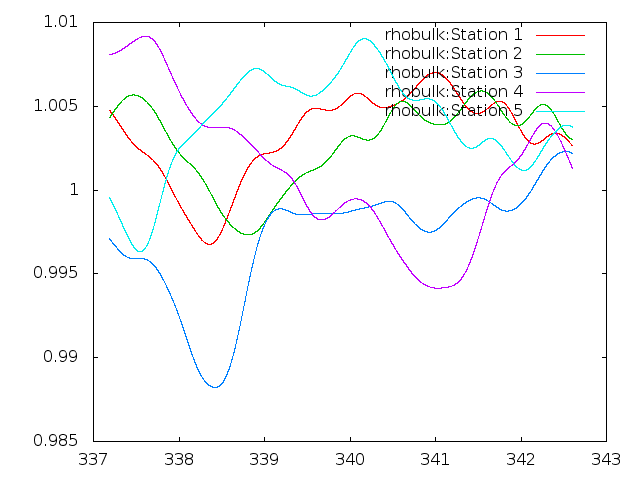 1.01
1.005
1
0.995
0.99
0.985
337 338 339 340 341 342 343
rhobulk:Station 1
rhobulk:Station 2
rhobulk:Station 3
rhobulk:Station 4
rhobulk:Station 5